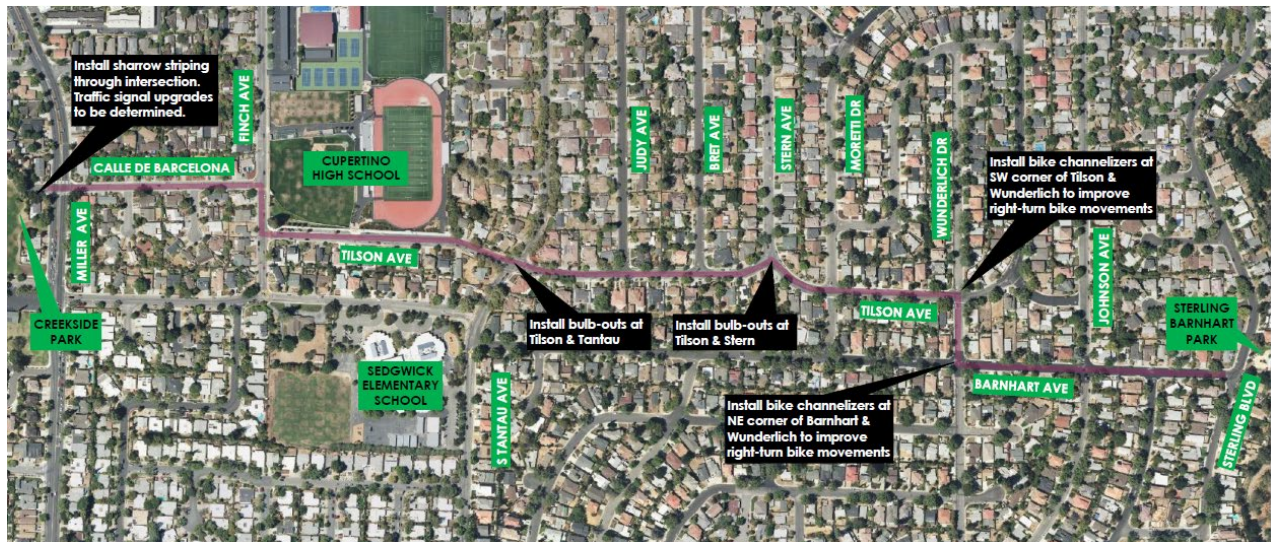 Install sharrow striping
through intersection.
Traffic signal upgrades
to be determined.
FINCH AVE
CALLE DE BARCELONA
CUPERTINO
HIGH SCHOOL
JUDY AVE
BRET AVE
STERN AVE
MORETTI DR
WUNDERLICH DR
Install bike channelizers at
SW corner of Tilson &
Wunderlich to improve
right-turn bike movements
MILLER AVE
TILSON AVE
JOHNSON AVE
CREEKSIDE
PARK
Install bulb-outs at
Tilson & Tantau
Install bulb-outs at
Tilson & Stern
TILSON AVE
STERLING
BARNHART
PARK
SEDGWICK
ELEMENTARY
SCHOOL
S TANTAU AVE
Install bike channelizers at
NE corner of Barnhart &
Wunderlich to improve
right-turn bike movements
BARNHART AVE
STERLING BLVD